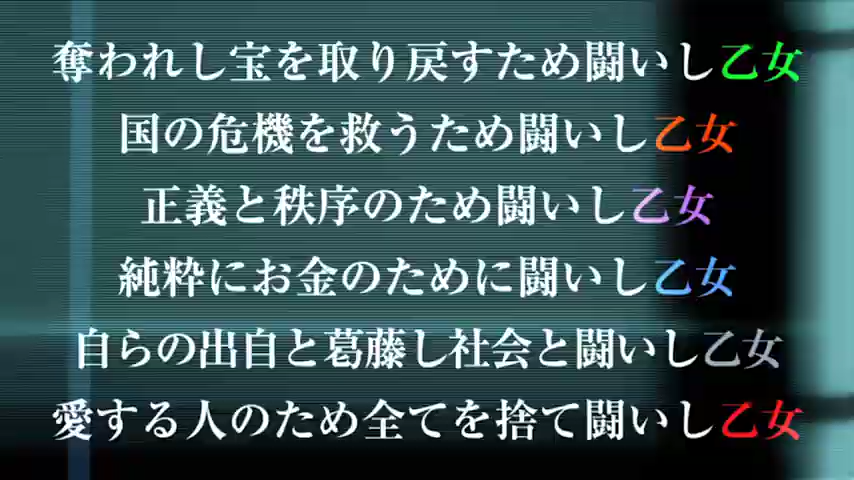 奪われし宝を取り戻すため闘いし乙女
国の危機を救うため闘いし乙女
正義と秩序のため闘いし乙女
純粋にお金のために闘いし乙女
自らの出自と葛藤し社会と闘いし乙女
愛する人のため全てを捨て闘いし乙女